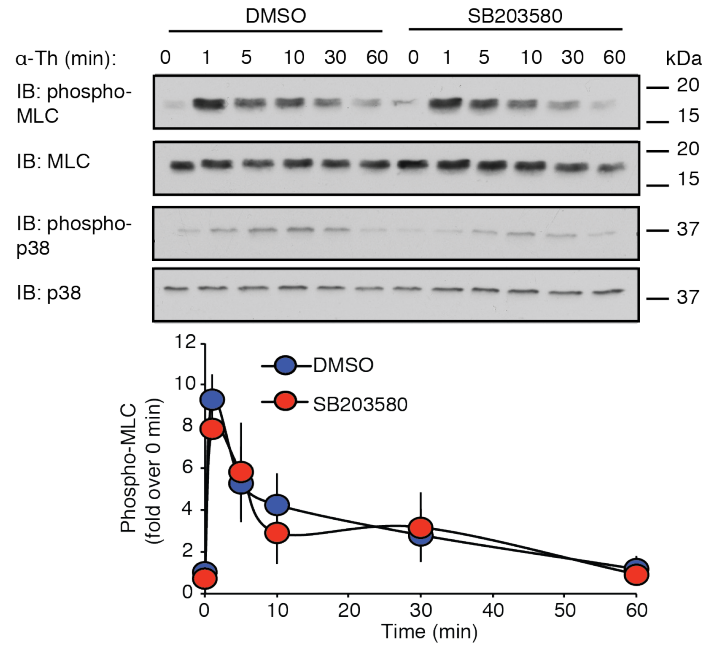 DMSO SB203580
α-Th (min): 0 1 5 10 30 60 0 1 5 10 30 60 kDa
IB: phospho-
MLC
20
15
IB: MLC
20
15
IB: phospho-
p38
37
IB: p38
37
12
10
8
6
4
2
0
Phospho-MLC
(fold over 0 min)
DMSO
SB203580
0 10 20 30 40 50 60
Time (min)